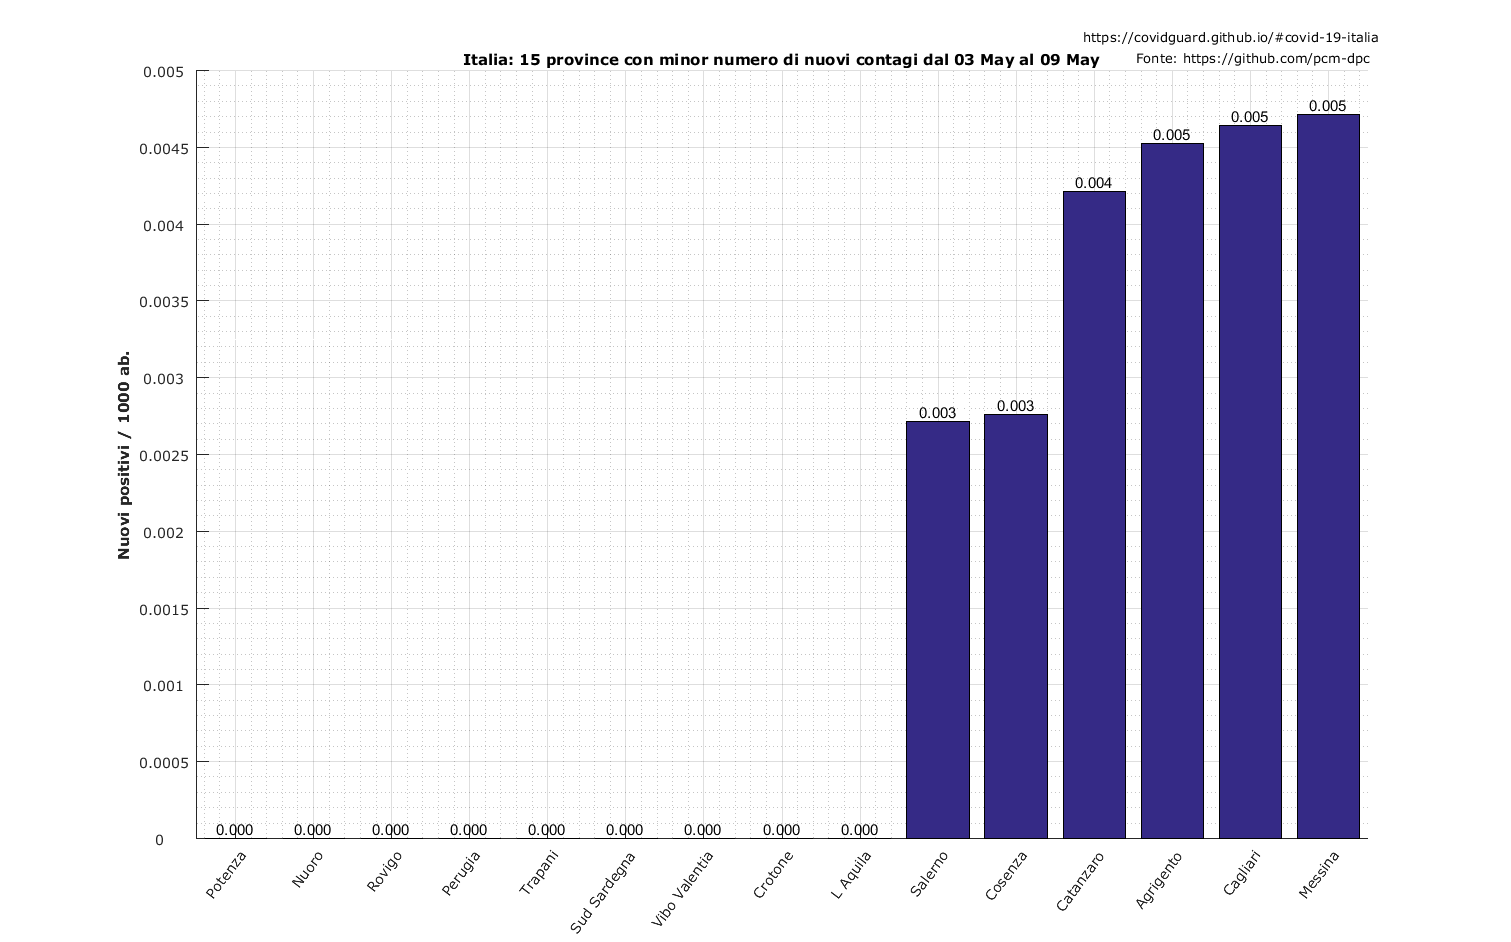 https://covidguard.github.io/#covid-19-italia
Italia: 15 province con minor numero di nuovi contagi dal 03 May al 09 May
Fonte: https://github.com/pcm-dpc
0.005
0.0045
0.004
0.0035
0.003
0.0025
0.002
0.0015
0.001
0.0005
0
Nuovi positivi / 1000 ab.
0.000 0.000 0.000 0.000 0.000 0.000 0.000 0.000 0.000 0.003 0.003 0.004 0.005 0.005 0.005
Potenza
Nuoro
Rovigo
Perugia
Trapani
Sud Sardegna
Vibo Valentia
Crotone
L Aquila
Salerno
Cosenza
Catanzaro
Agrigento
Cagliari
Messina